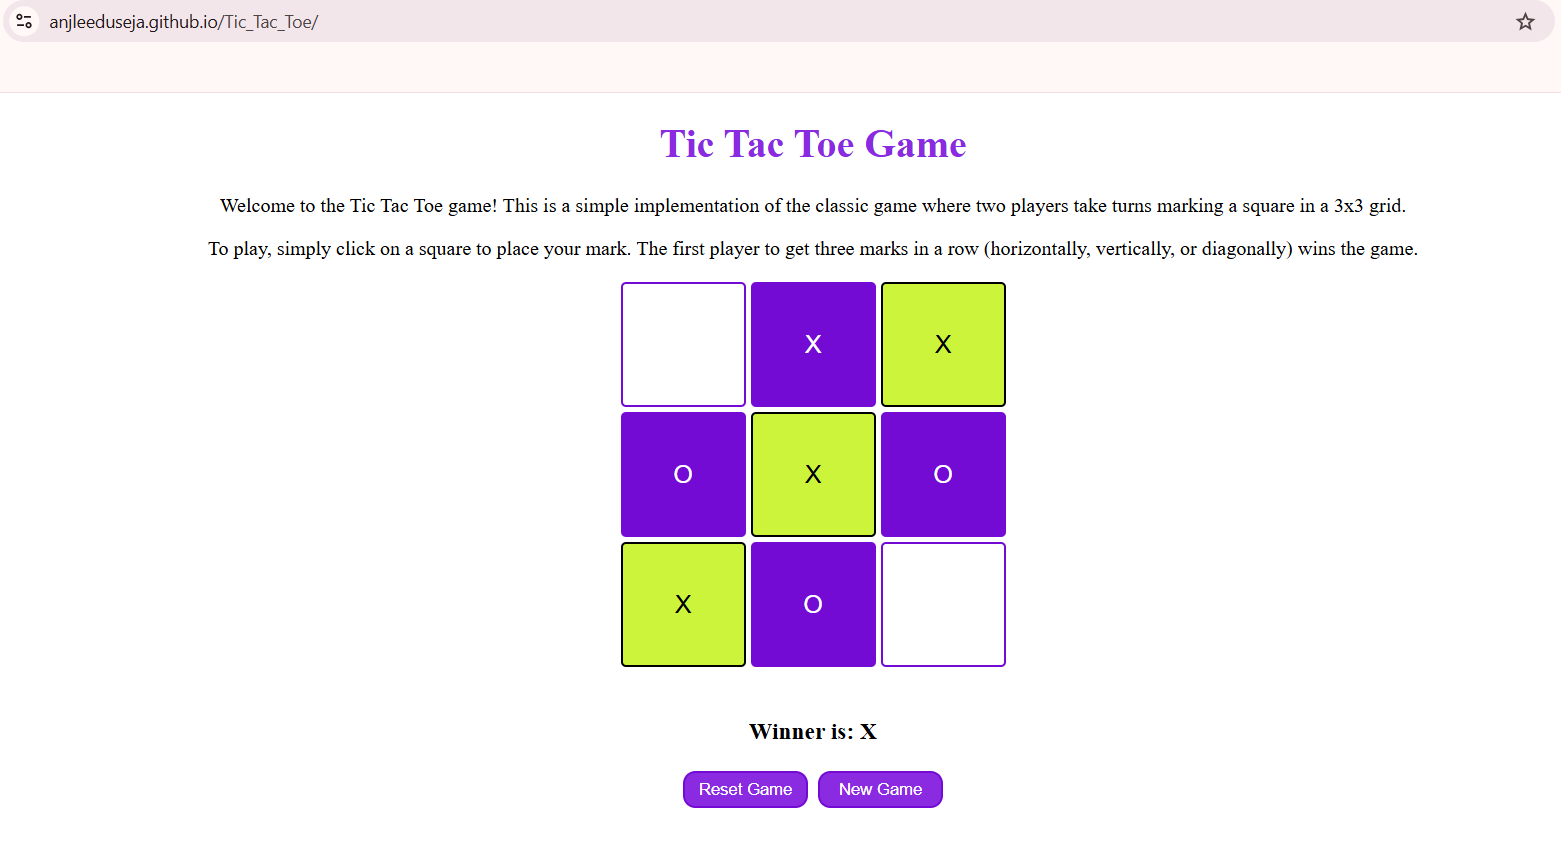 anjleeduseja.github.io/Tic_Tac_Toe/
Tic Tac Toe Game
Welcome to the Tic Tac Toe game! This is a simple implementation of the classic game where two players take turns marking a square in a 3x3 grid.
To play, simply click on a square to place your mark. The first player to get three marks in a row (horizontally, vertically, or diagonally) wins the game.
X X
O X O
X O
Winner is: X
Reset Game New Game